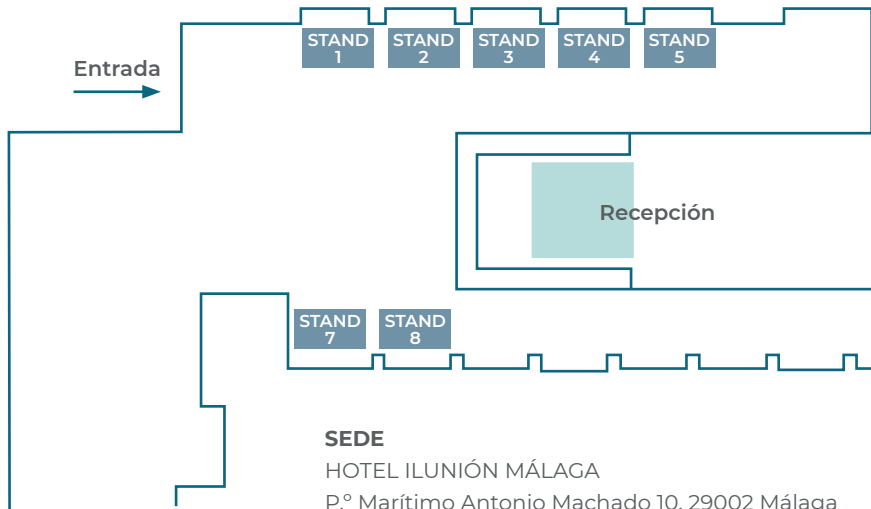 STAND
1
STAND
2
STAND
3
STAND
4
STAND
5
Entrada
Recepción
STAND
7
STAND
8
SEDE
HOTEL ILUNIÓN MÁLAGA
P.º Marítimo Antonio Machado 10, 29002 Málaga